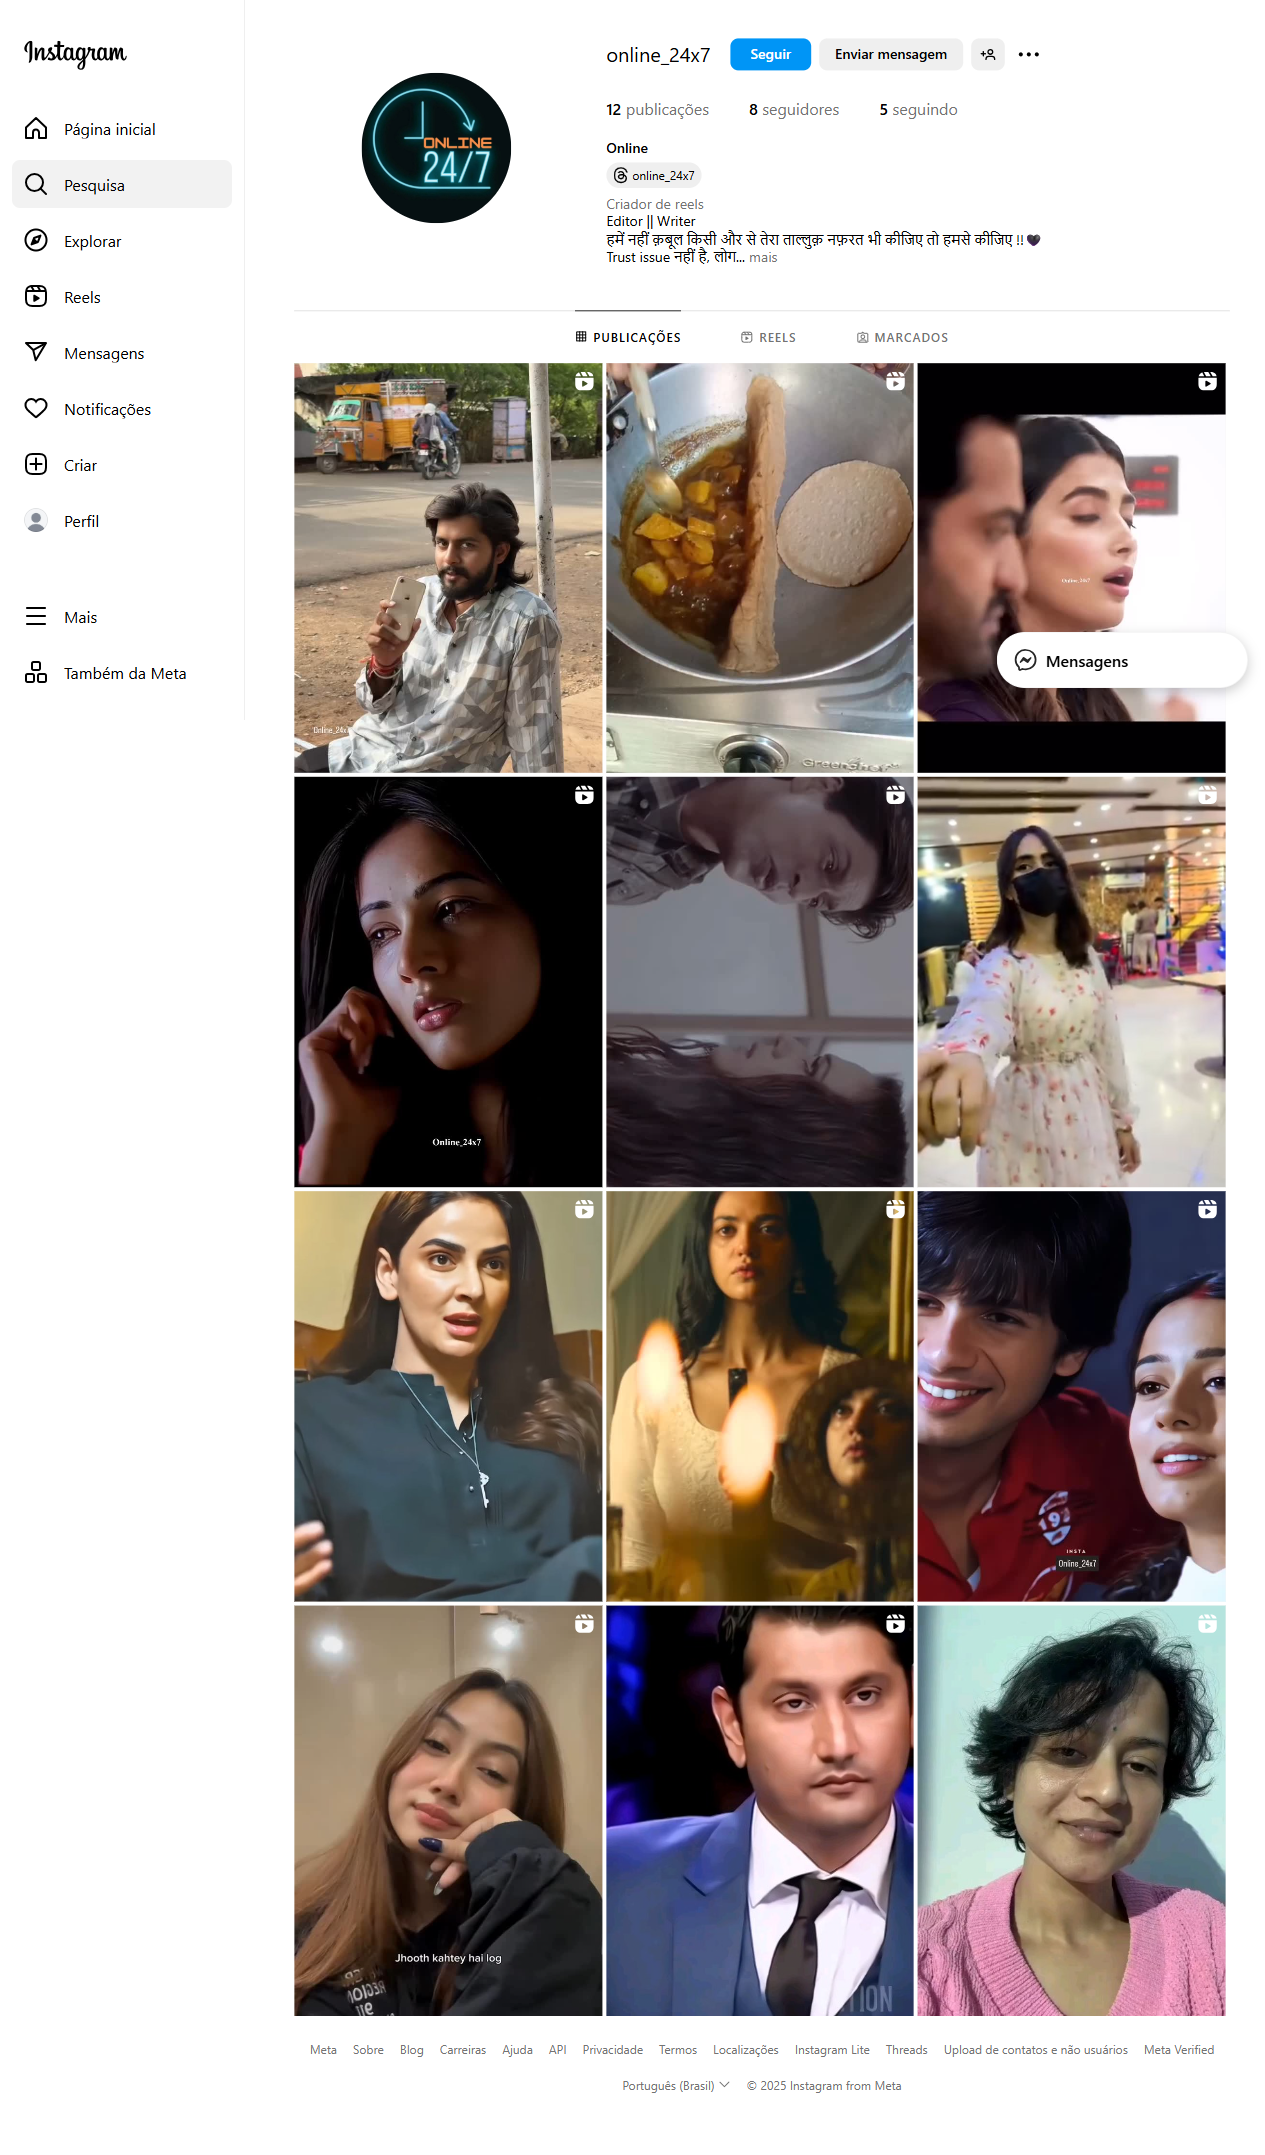 Instagram
Página inicial
Pesquisa
Explorar
Reels
Mensagens
Notificações
Criar
Perfil
Mais
Também da Meta
online_24x7 Seguir Enviar mensagem
12 publicações 8 seguidores 5 seguindo
Online
online_24x7
Criador de reels
Editor || Writer
हमें नहीं क़बूल किसी और से तेरा ताल्लुक़ नफ़रत भी कीजिए तो हमसे कीजिए !!🖤
Trust issue नहीं है, लोग... mais
ONLINE
24/7
PUBLICAÇÕES REELS MARCADOS
Online_24x7
Greenchef
Online_24x7
Mensagens
Online_24x7
INSTA
Online_24x7
Jhooth kahtey hai log
Meta Sobre Blog Carreiras Ajuda API Privacidade Termos Localizações Instagram Lite Threads Upload de contatos e não usuários Meta Verified
Português (Brasil) © 2025 Instagram from Meta